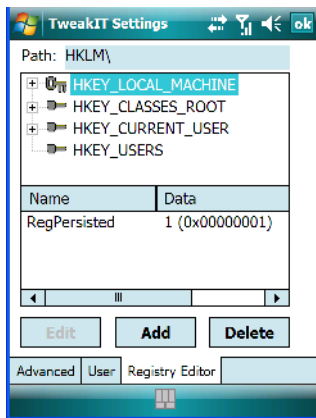 TweakIT Settings ok
Path: HKLM\
HKEY_LOCAL_MACHINE
HKEY_CLASSES_ROOT
HKEY_CURRENT_USER
HKEY_USERS
Name Data
RegPersisted 1 (0x00000001)
Edit Add Delete
Advanced User Registry Editor